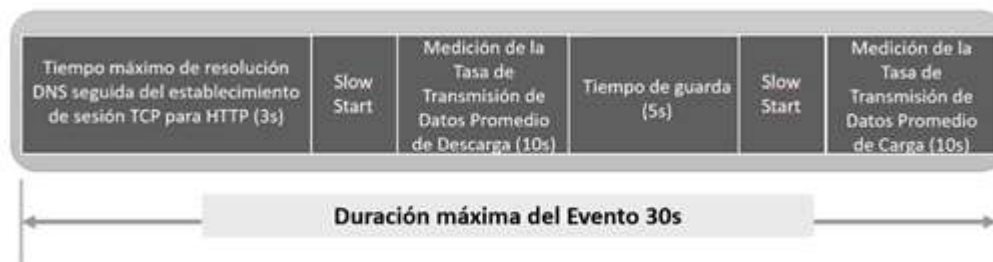 Tiempo máximo de resolución
DNS seguida del establecimiento
de sesión TCP para HTTP (3s)
Slow
Start
Medición de la
Tasa de
Transmisión de
Datos Promedio
de Descarga (10s)
Tiempo de guarda
(5s)
Slow
Start
Medición de la
Tasa de
Transmisión de
Datos Promedio
de Carga (10s)
Duración máxima del Evento 30s